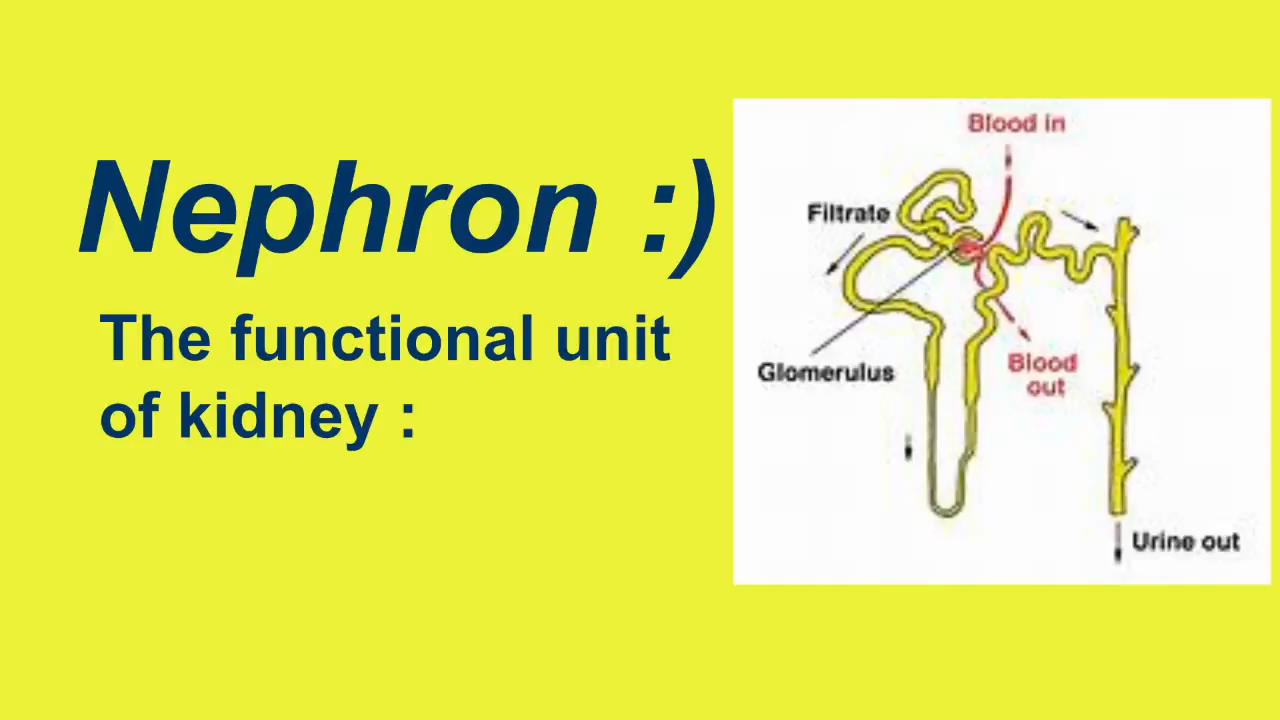 Nephron :)
The functional unit
of kidney :
Blood in
Filtrate
Glomerulus
Blood
out
Urine out